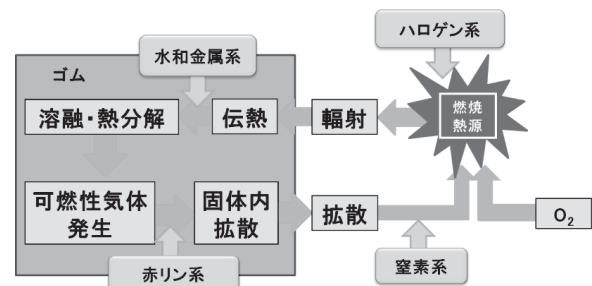 ハロゲン系
水和金属系
ゴム
溶融・熱分解
伝熱
輻射
燃焼
熱源
可燃性気体
発生
固体内
拡散
拡散
O₂
赤リン系
窒素系